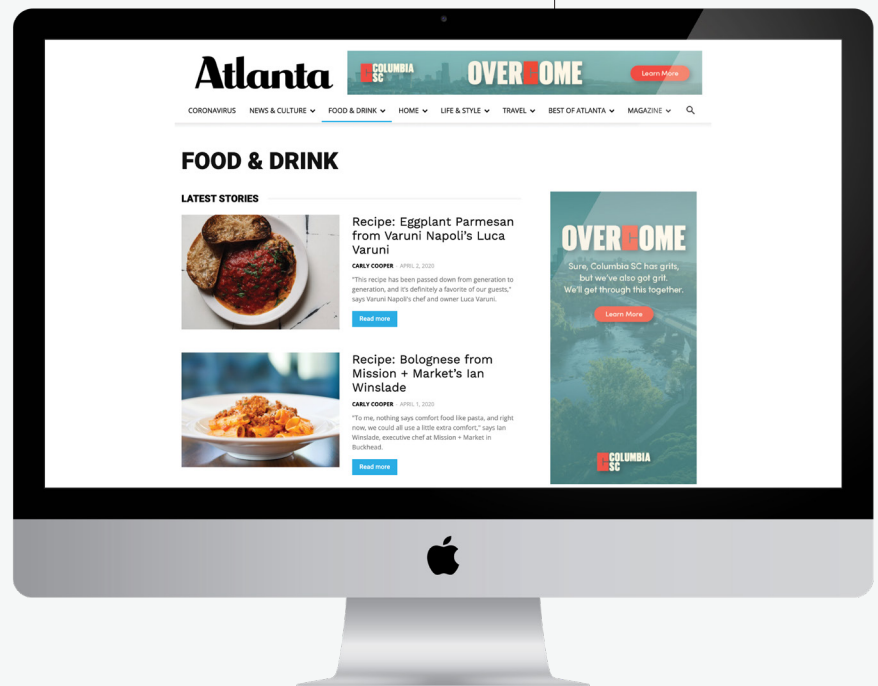 Atlanta
COLUMBIA
SC
OVERCOME
Learn More
CORONAVIRUS NEWS & CULTURE FOOD & DRINK HOME LIFE & STYLE TRAVEL BEST OF ATLANTA MAGAZINE
FOOD & DRINK
LATEST STORIES
Recipe: Eggplant Parmesan
from Varuni Napoli's Luca
Varuni
CARLY COOPER - APRIL 2, 2020
"This recipe has been passed down from generation to
generation, and it's definitely a favorite of our guests,"
says Varuni Napoli's chef and owner Luca Varuni.
Read more
Recipe: Bolognese from
Mission + Market's Ian
Winslade
CARLY COOPER - APRIL 1, 2020
"To me, nothing says comfort food like pasta, and right
now, we could all use a little extra comfort," says Ian
Winslade, executive chef at Mission + Market in
Buckhead.
Read more
OVERCOME
Sure, Columbia SC has grits,
but we've also got grit.
We'll get through this together.
Learn More
COLUMBIA
SC